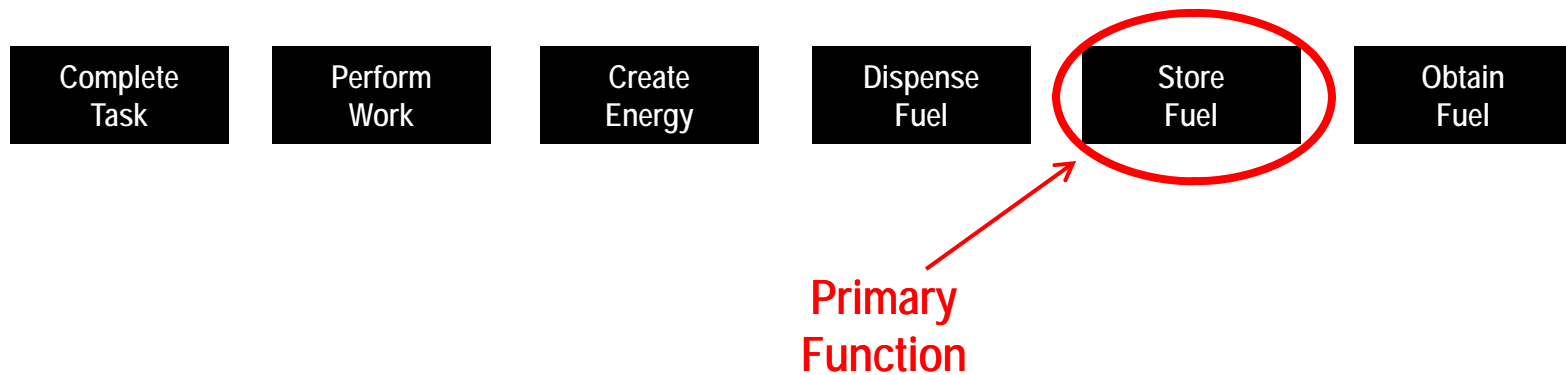 Complete
Task
Perform
Work
Create
Energy
Dispense
Fuel
Store
Fuel
Obtain
Fuel
Primary
Function